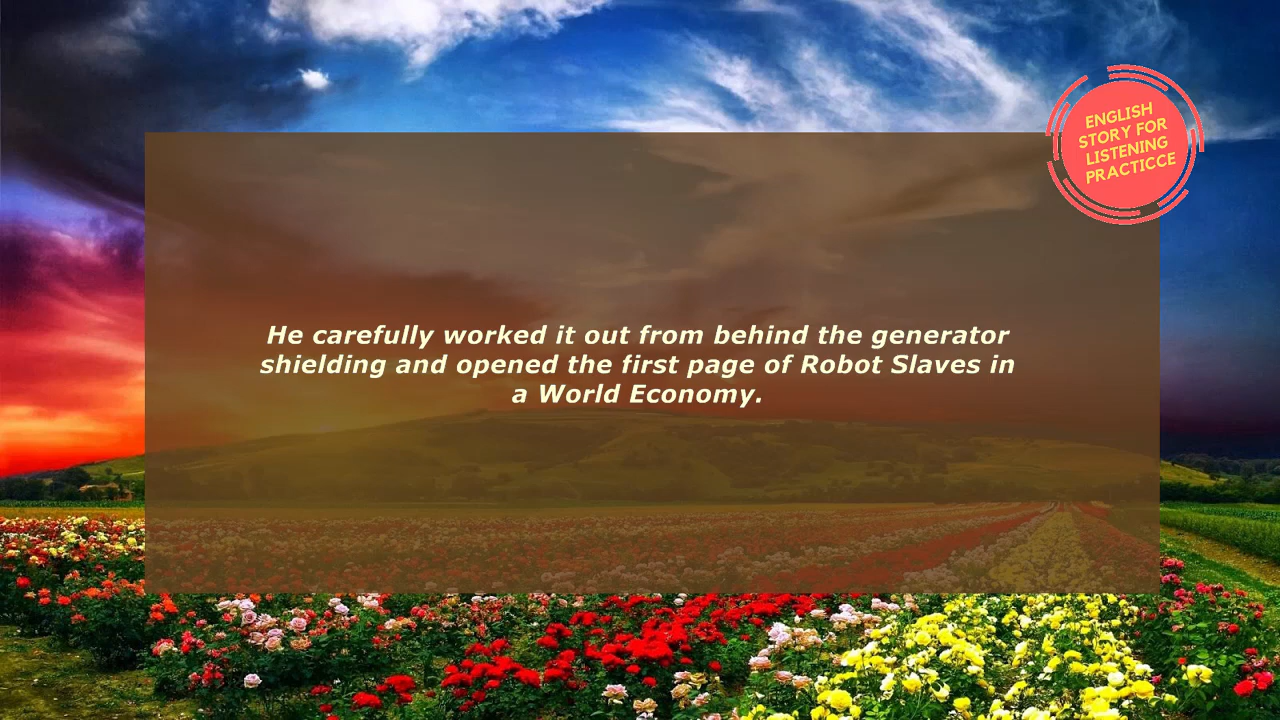 ENGLISH
STORY FOR
LISTENING
PRACTICCE
He carefully worked it out from behind the generator
shielding and opened the first page of Robot Slaves in
a World Economy.